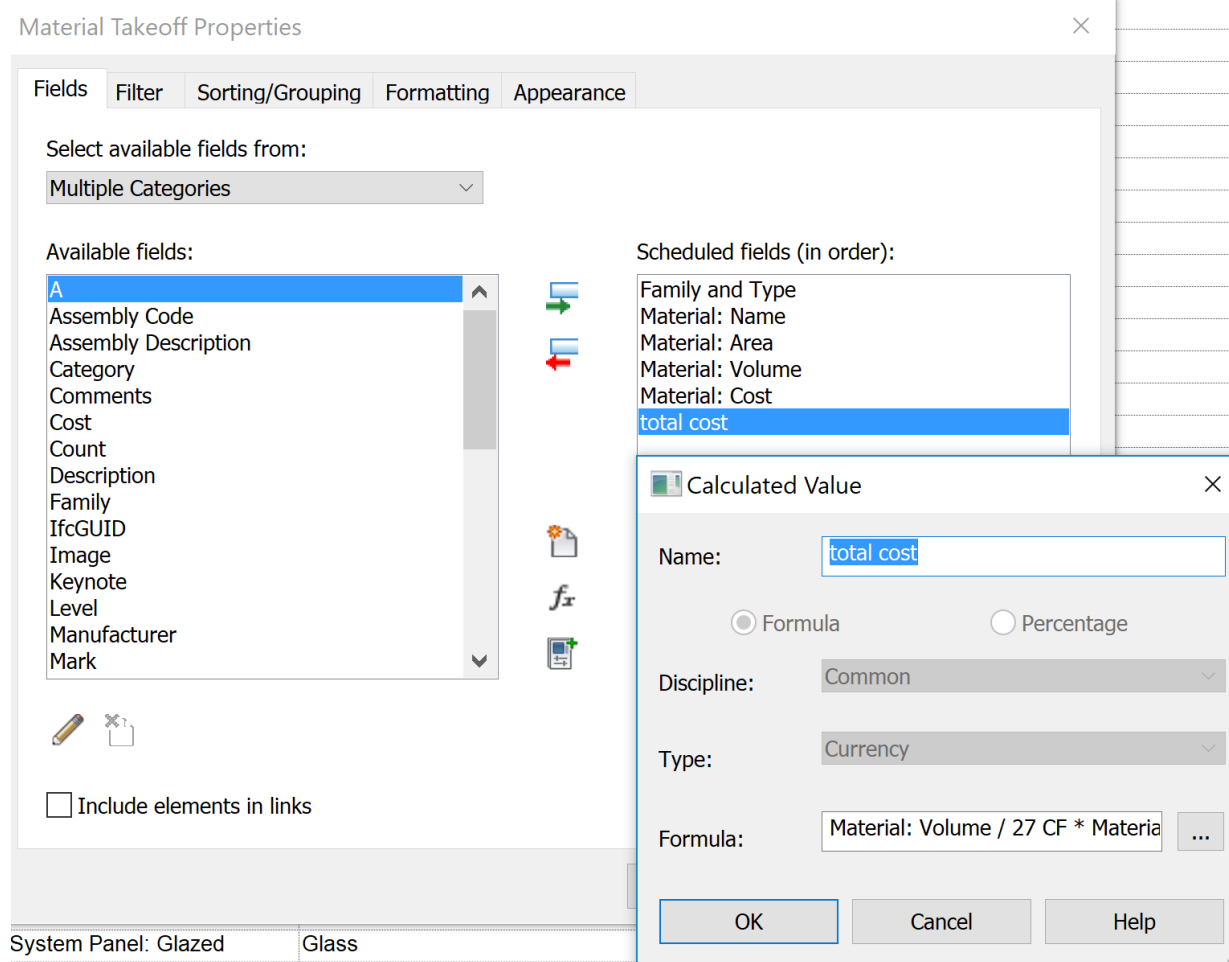 Material Takeoff Properties
Fields Filter Sorting/Grouping Formatting Appearance
Select available fields from:
Multiple Categories
Available fields:
A
Assembly Code
Assembly Description
Category
Comments
Cost
Count
Description
Family
IfcGUID
Image
Keynote
Level
Manufacturer
Mark
Include elements in links
Scheduled fields (in order):
Family and Type
Material: Name
Material: Area
Material: Volume
Material: Cost
total cost
fx
Calculated Value
Name: total cost
Formula Percentage
Discipline: Common
Type: Currency
Formula: Material: Volume / 27 CF * Materia ...
OK Cancel Help
System Panel: Glazed Glass